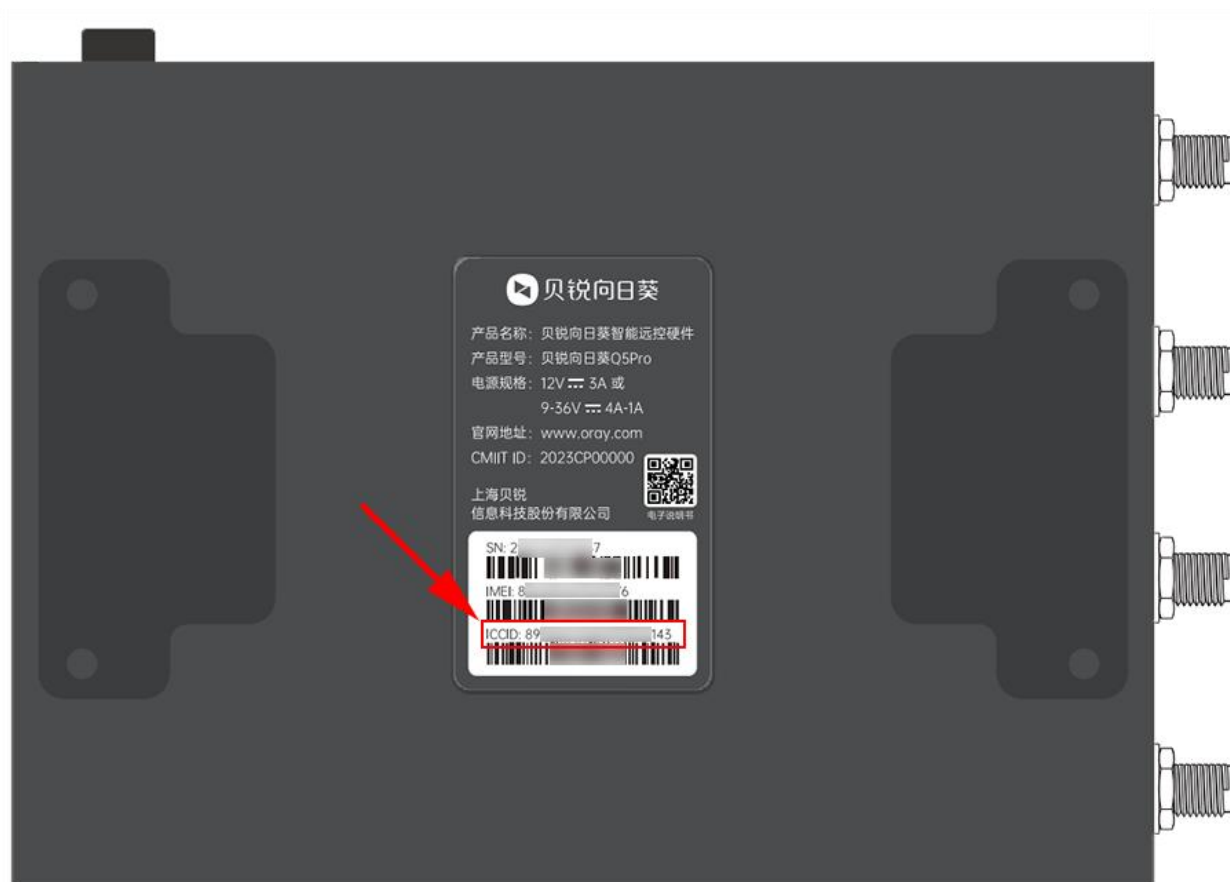 贝锐向日葵
产品名称：贝锐向日葵智能远控硬件
产品型号：贝锐向日葵Q5Pro
电源规格：12V ⎓ 3A 或
9-36V ⎓ 4A-1A
官网地址：www.oray.com
CMIIT ID：2023CP00000
上海贝锐
信息科技股份有限公司
电子说明书
SN: 2 7
IMEI: 8 76
ICCID: 89 143